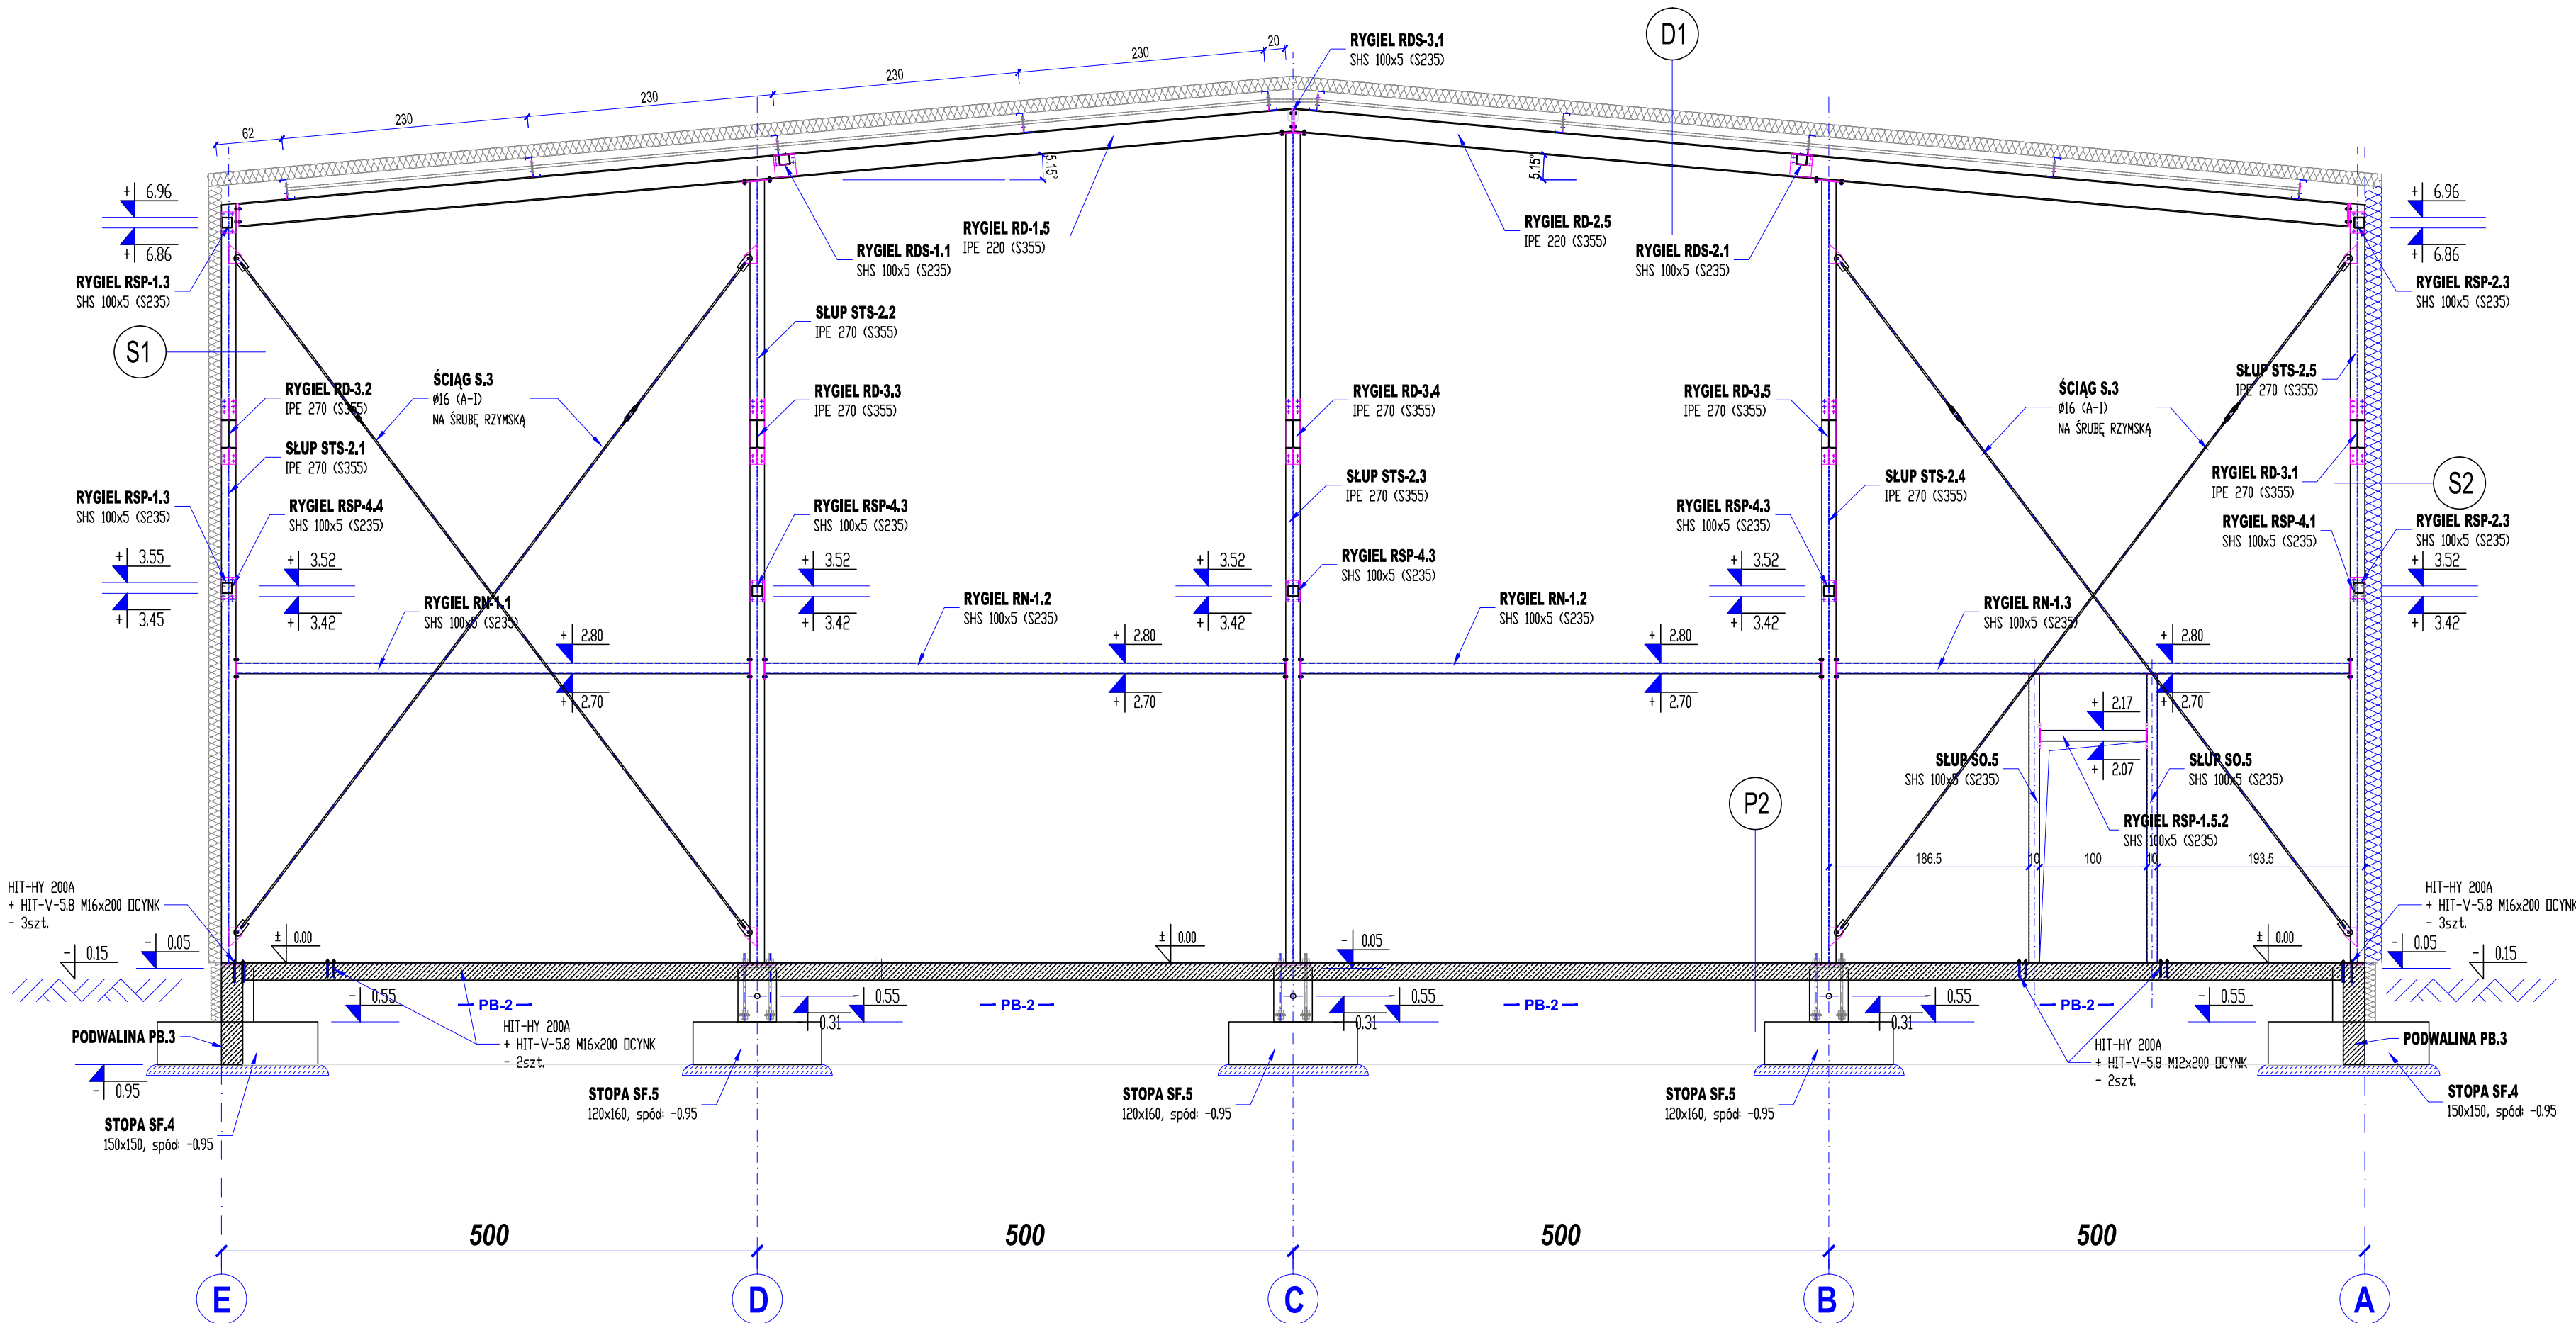 D1
20
230
230
230
230
62
RYGIEL RDS-3.1
SHS 100x5 (S235)
5.15°
5.15°
+ 6.96
+ 6.86
RYGIEL RSP-1.3
SHS 100x5 (S235)
RYGIEL RDS-1.1
SHS 100x5 (S235)
RYGIEL RD-1.5
IPE 220 (S355)
RYGIEL RD-2.5
IPE 220 (S355)
RYGIEL RDS-2.1
SHS 100x5 (S235)
+ 6.96
+ 6.86
RYGIEL RSP-2.3
SHS 100x5 (S235)
S1
SŁUP STS-2.2
IPE 270 (S355)
RYGIEL RD-3.2
IPE 270 (S355)
ŚCIĄG S.3
Ø16 (A-I)
NA ŚRUBĘ RZYMSKĄ
RYGIEL RD-3.3
IPE 270 (S355)
RYGIEL RD-3.4
IPE 270 (S355)
RYGIEL RD-3.5
IPE 270 (S355)
ŚCIĄG S.3
Ø16 (A-I)
NA ŚRUBĘ RZYMSKĄ
SŁUP STS-2.5
IPE 270 (S355)
SŁUP STS-2.1
IPE 270 (S355)
SŁUP STS-2.3
IPE 270 (S355)
SŁUP STS-2.4
IPE 270 (S355)
RYGIEL RD-3.1
IPE 270 (S355)
S2
RYGIEL RSP-1.3
SHS 100x5 (S235)
RYGIEL RSP-4.4
SHS 100x5 (S235)
RYGIEL RSP-4.3
SHS 100x5 (S235)
RYGIEL RSP-4.3
SHS 100x5 (S235)
RYGIEL RSP-4.3
SHS 100x5 (S235)
RYGIEL RSP-4.1
SHS 100x5 (S235)
RYGIEL RSP-2.3
SHS 100x5 (S235)
+ 3.55
+ 3.45
+ 3.52
+ 3.42
+ 3.52
+ 3.42
+ 3.52
+ 3.42
+ 3.52
+ 3.42
+ 3.52
+ 3.42
RYGIEL RN-1.1
SHS 100x5 (S235)
RYGIEL RN-1.2
SHS 100x5 (S235)
RYGIEL RN-1.2
SHS 100x5 (S235)
RYGIEL RN-1.3
SHS 100x5 (S235)
+ 2.80
+ 2.70
+ 2.80
+ 2.70
+ 2.80
+ 2.70
+ 2.80
+ 2.70
+ 2.17
+ 2.07
SŁUP SO.5
SHS 100x5 (S235)
SŁUP SO.5
SHS 100x5 (S235)
RYGIEL RSP-1.5.2
SHS 100x5 (S235)
P2
186.5
10
100
10
193.5
HIT-HY 200A
+ HIT-V-5.8 M16x200 OCYNK
- 3szt.
HIT-HY 200A
+ HIT-V-5.8 M16x200 OCYNK
- 3szt.
- 0.15
- 0.05
± 0.00
± 0.00
- 0.05
± 0.00
- 0.05
- 0.15
- 0.55
PB-2
- 0.55
- 0.31
PB-2
- 0.55
- 0.31
PB-2
- 0.55
- 0.31
PB-2
- 0.55
PODWALINA PB.3
HIT-HY 200A
+ HIT-V-5.8 M16x200 OCYNK
- 2szt.
HIT-HY 200A
+ HIT-V-5.8 M12x200 OCYNK
- 2szt.
PODWALINA PB.3
- 0.95
STOPA SF.4
150x150, spód: -0.95
STOPA SF.5
120x160, spód: -0.95
STOPA SF.5
120x160, spód: -0.95
STOPA SF.5
120x160, spód: -0.95
STOPA SF.4
150x150, spód: -0.95
500
500
500
500
E
D
C
B
A